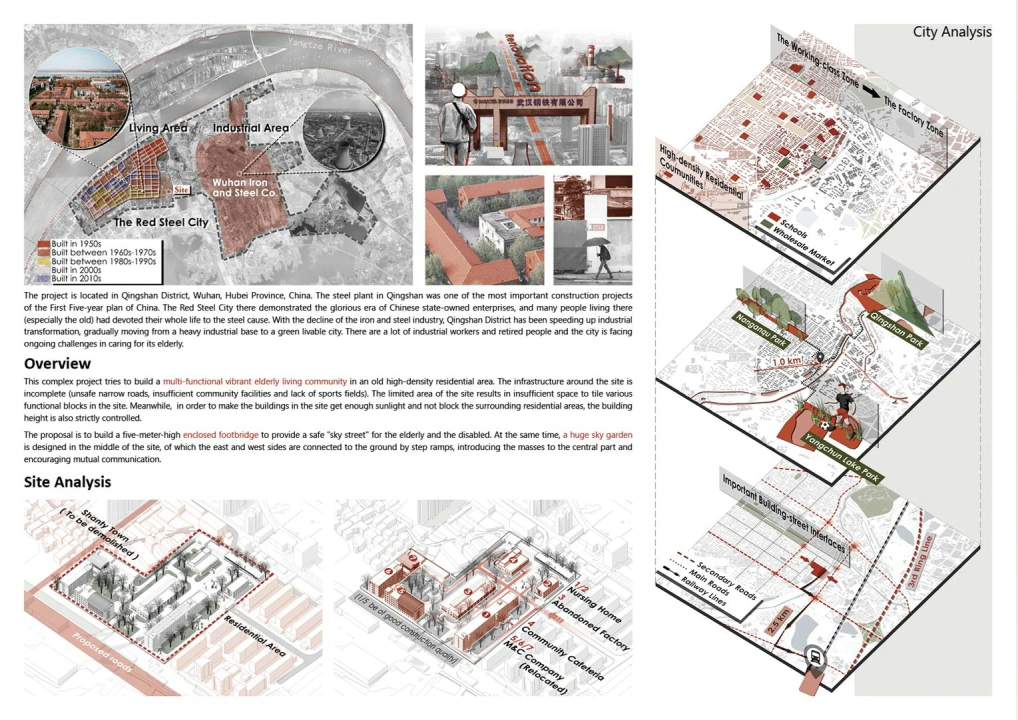 City Analysis
Yangtze River
Living Area
Industrial Area
Site
Wuhan Iron
and Steel Co.
The Red Steel City
Built in 1950s
Built between 1960s-1970s
Built between 1980s-1990s
Built in 2000s
Built in 2010s
Renovation
武汉钢铁有限公司
The project is located in Qingshan District, Wuhan, Hubei Province, China. The steel plant in Qingshan was one of the most important construction projects
of the First Five-year plan of China. The Red Steel City there demonstrated the glorious era of Chinese state-owned enterprises, and many people living there
(especially the old) had devoted their whole life to the steel cause. With the decline of the iron and steel industry, Qingshan District has been speeding up industrial
transformation, gradually moving from a heavy industrial base to a green livable city. There are a lot of industrial workers and retired people and the city is facing
ongoing challenges in caring for its elderly.
Overview
This complex project tries to build a multi-functional vibrant elderly living community in an old high-density residential area. The infrastructure around the site is
incomplete (unsafe narrow roads, insufficient community facilities and lack of sports fields). The limited area of the site results in insufficient space to tile various
functional blocks in the site. Meanwhile, in order to make the buildings in the site get enough sunlight and not block the surrounding residential areas, the building
height is also strictly controlled.
The proposal is to build a five-meter-high enclosed footbridge to provide a safe "sky street" for the elderly and the disabled. At the same time, a huge sky garden
is designed in the middle of the site, of which the east and west sides are connected to the ground by step ramps, introducing the masses to the central part and
encouraging mutual communication.
Site Analysis
Shanty Town
( To be demolished )
Residential Area
Proposed roads
(1/5 be of good construction quality)
1/2
Nursing Home
3
Abandoned Factory
4
Community Cafeteria
5/6/7
M&C Company
(Relocated)
The Working-class Zone
The Factory Zone
High-density Residential
Coumunities
Schools
Wholesale Market
Nanganqu Park
Qingshan Park
1.0 km
Yangchun Lake Park
Important Building-street Interfaces
Secondary Roads
Main Roads
Railway Lines
3rd Ring Line
2.5 km